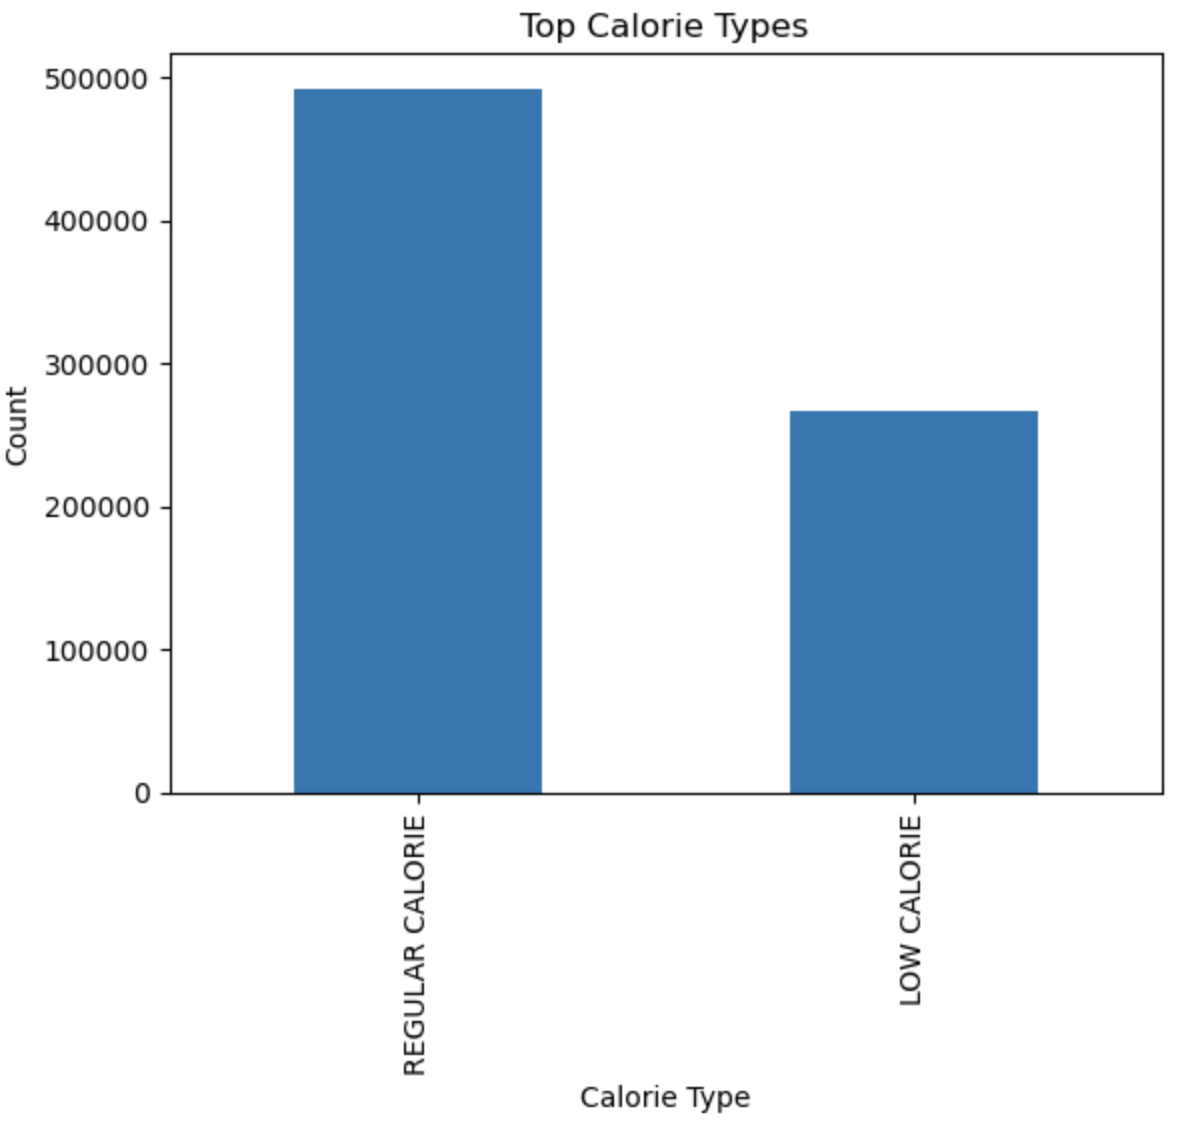 Top Calorie Types
500000
400000
300000
200000
100000
0
Count
REGULAR CALORIE
LOW CALORIE
Calorie Type